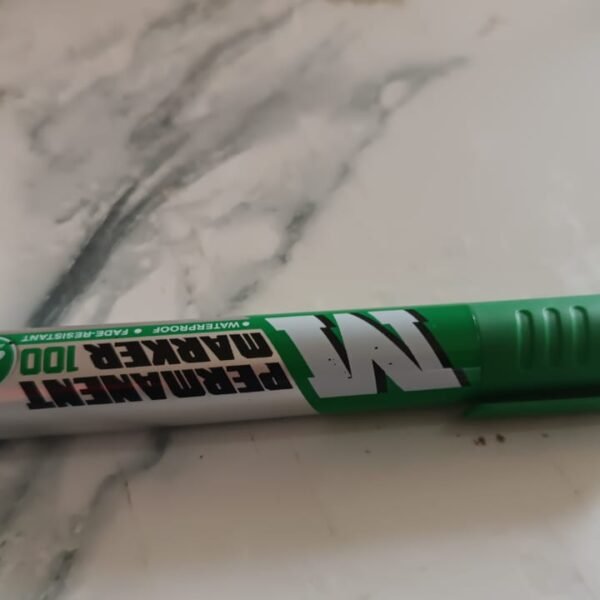 M
PERMANENT
MARKER 100
• WATERPROOF • FADE-RESISTANT